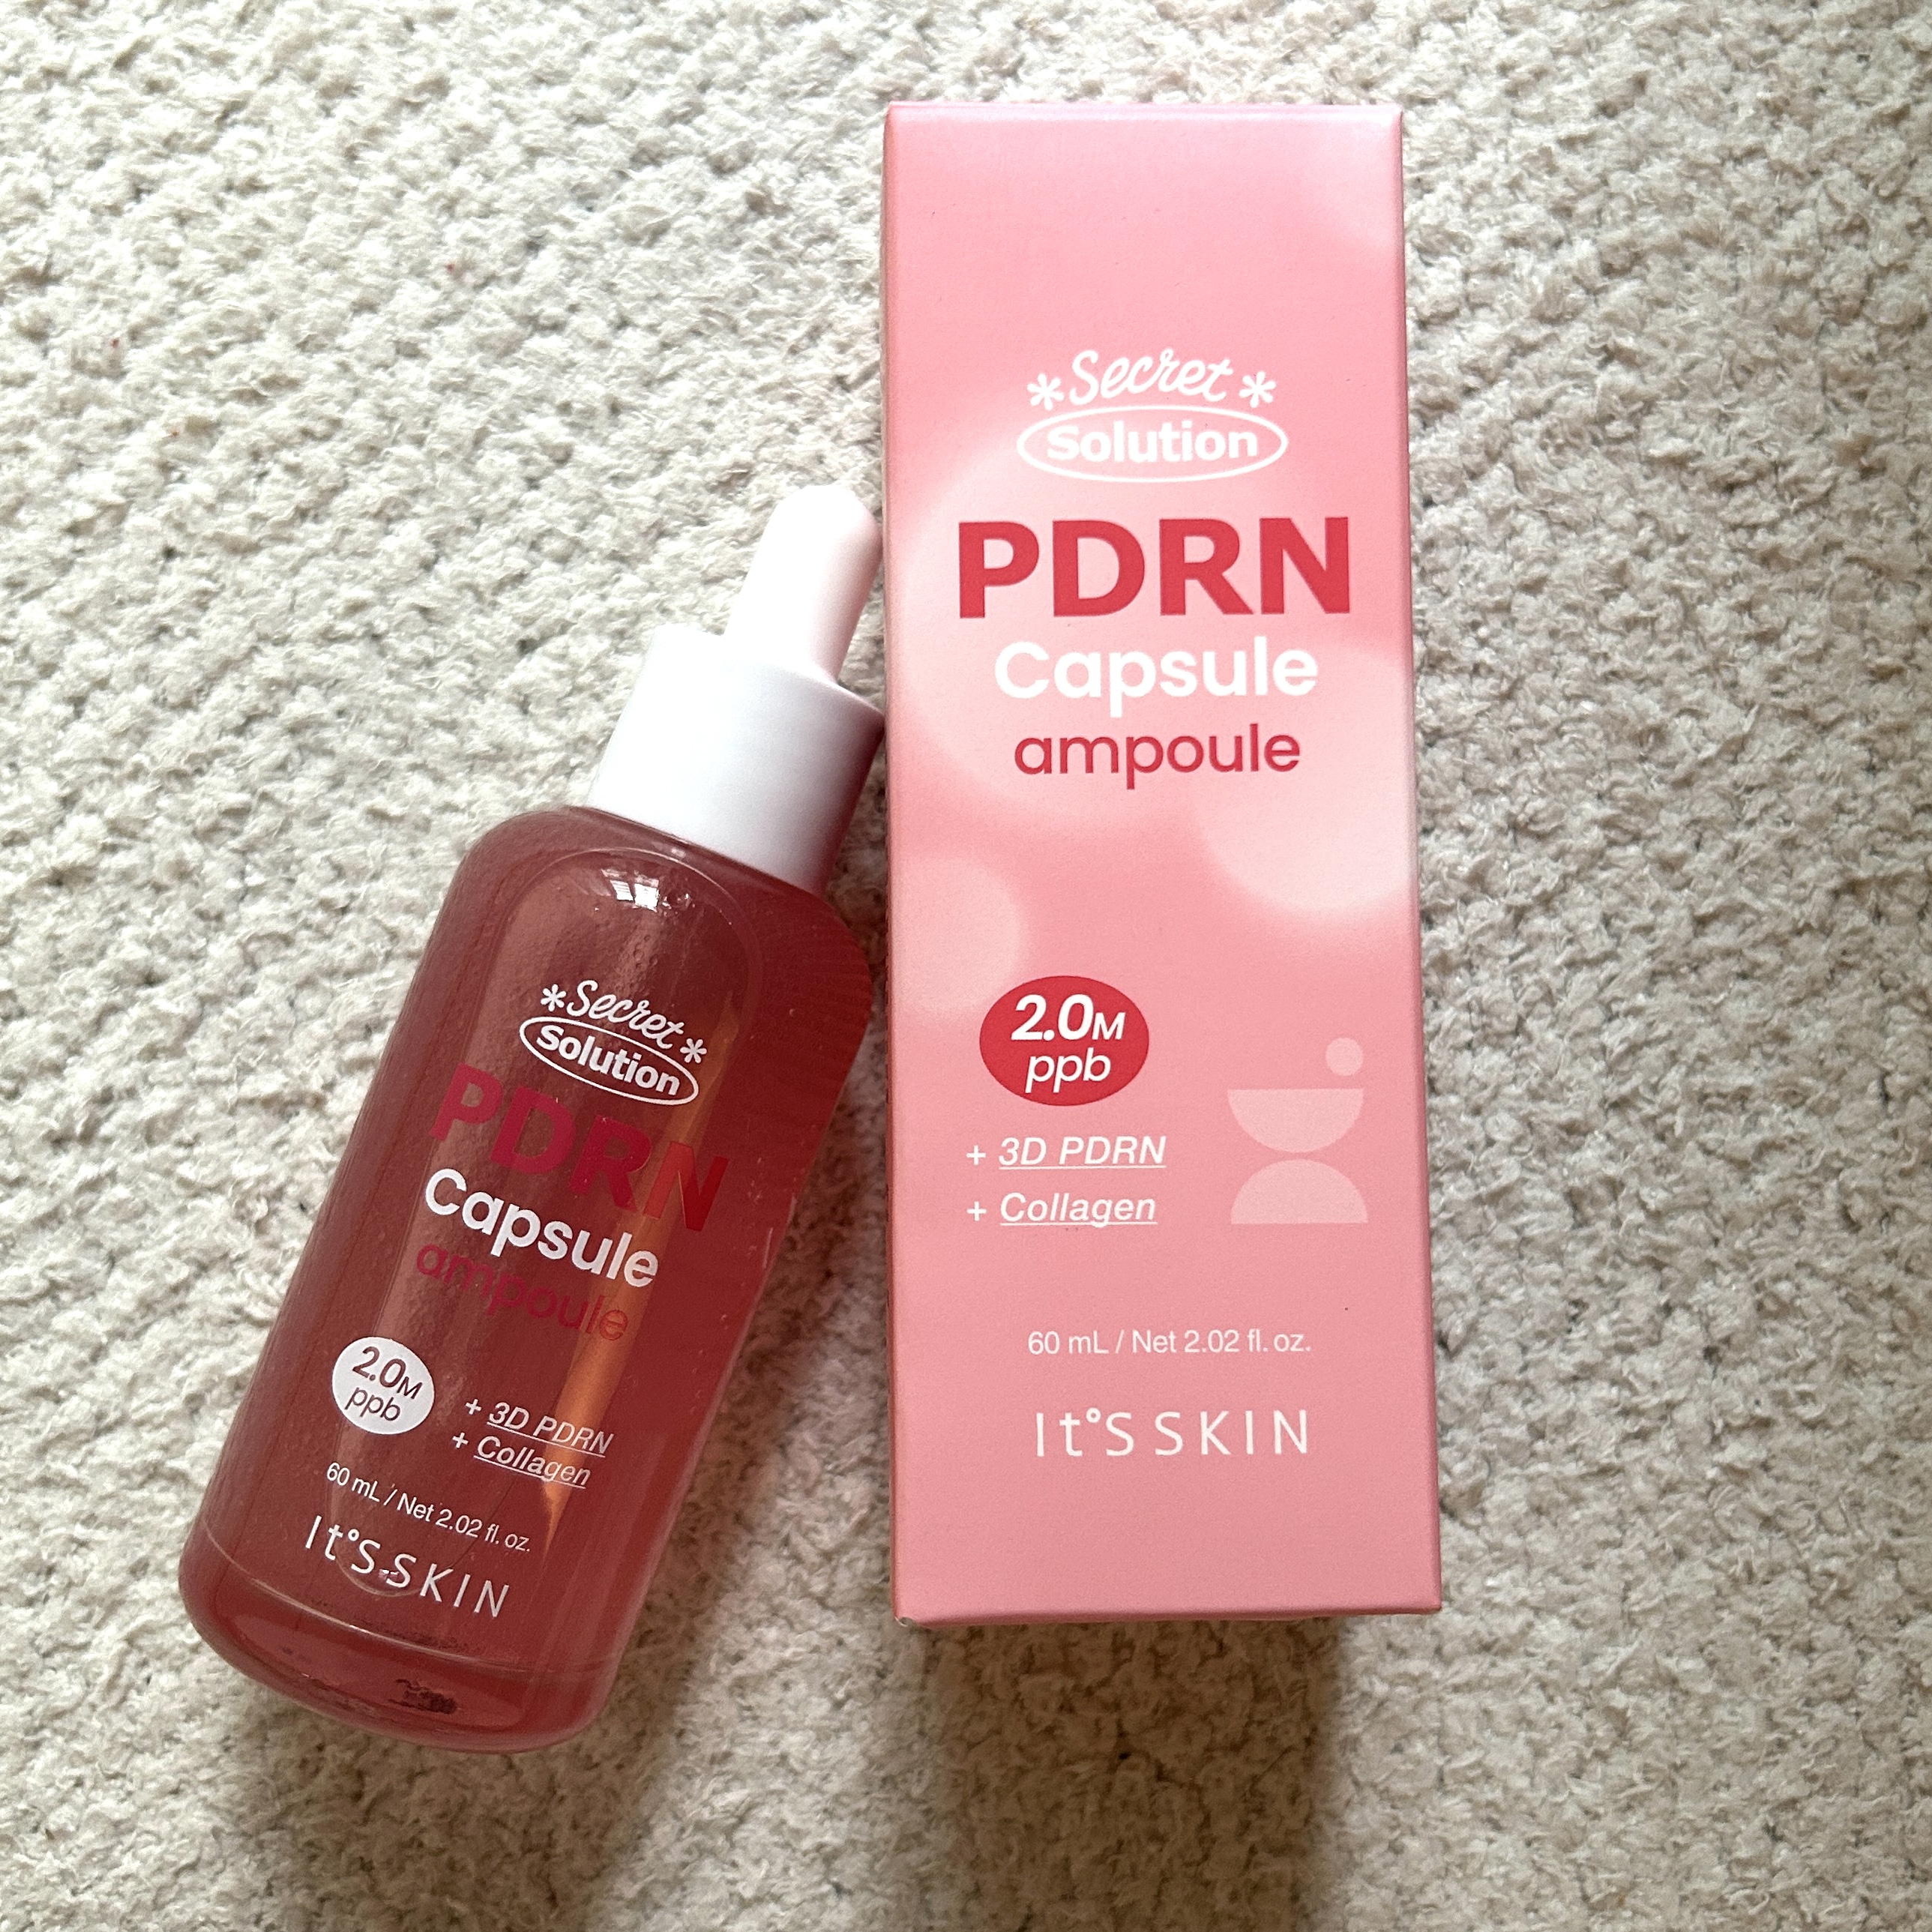 *Secret*
Solution
PDRN
Capsule
ampoule
2.0M
ppb
+ 3D PDRN
+ Collagen
60 mL / Net 2.02 fl. oz.
It'S SKIN
*Secret*
Solution
PDRN
Capsule
ampoule
2.0M
ppb
+ 3D PDRN
+ Collagen
60 mL / Net 2.02 fl. oz.
It'S SKIN